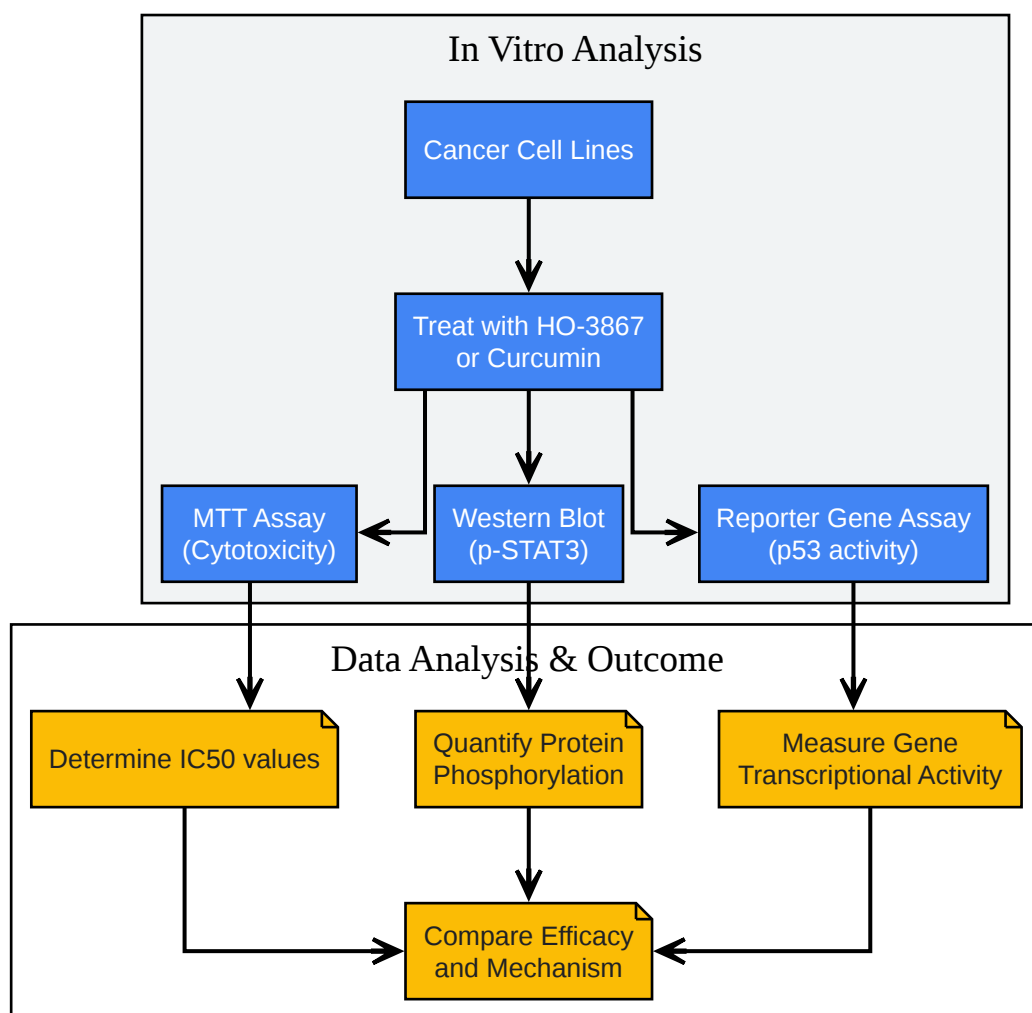 In Vitro Analysis
Cancer Cell Lines
Treat with HO-3867
or Curcumin
MTT Assay
(Cytotoxicity)
Western Blot
(p-STAT3)
Reporter Gene Assay
(p53 activity)
Data Analysis & Outcome
Determine IC50 values
Quantify Protein
Phosphorylation
Measure Gene
Transcriptional Activity
Compare Efficacy
and Mechanism